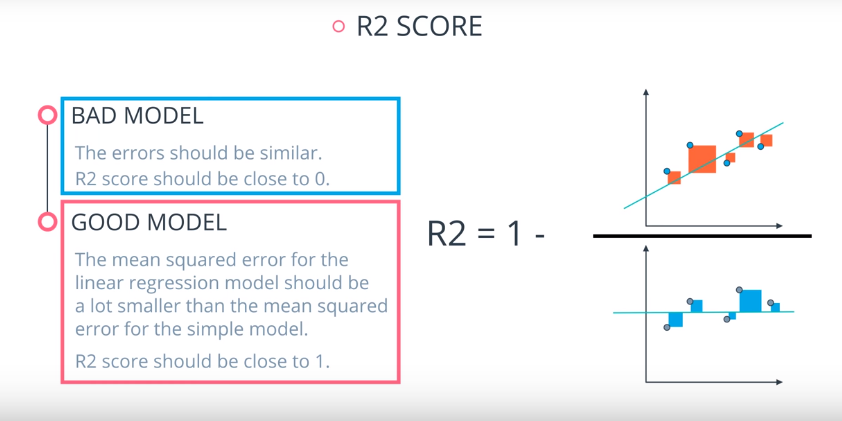 R2 SCORE
BAD MODEL
The errors should be similar.
R2 score should be close to 0.
GOOD MODEL
The mean squared error for the
linear regression model should be
a lot smaller than the mean squared
error for the simple model.
R2 score should be close to 1.
R2 = 1 -